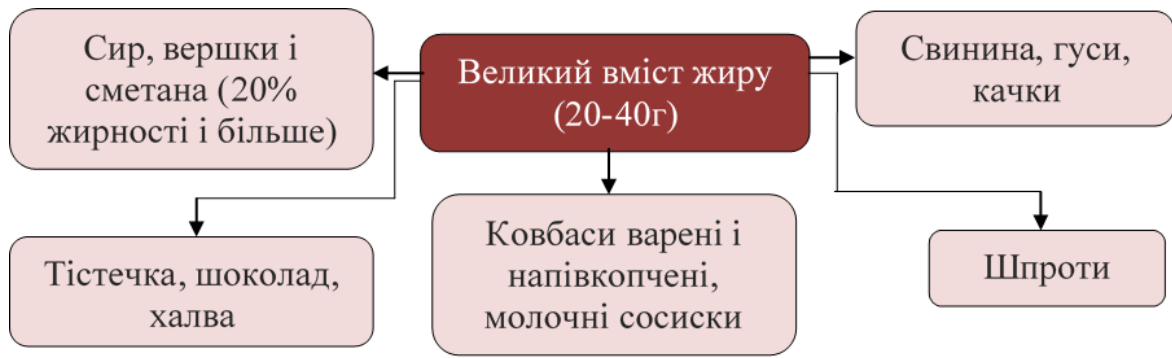 Сир, вершки і
сметана (20%
жирності і більше)
Великий вміст жиру
(20-40г)
Свинина, гуси,
качки
Тістечка, шоколад,
халва
Ковбаси варені і
напівкопчені,
молочні сосиски
Шпроти